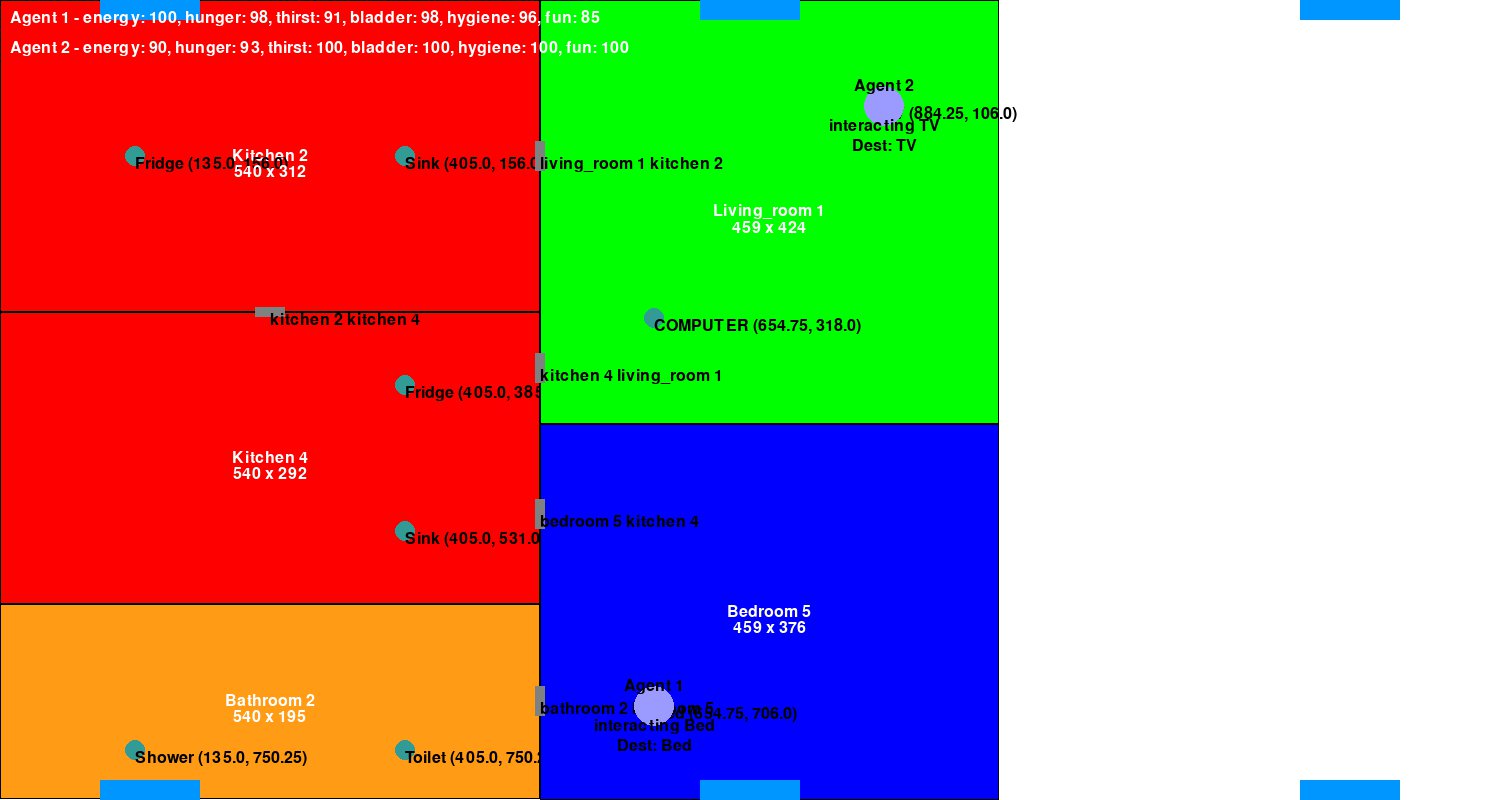 Agent 1 - energy: 100, hunger: 98, thirst: 91, bladder: 98, hygiene: 96, fun: 85
Agent 2 - energy: 90, hunger: 93, thirst: 100, bladder: 100, hygiene: 100, fun: 100
Agent 2
(884.25, 106.0)
interacting TV
Dest: TV
Kitchen 2
540 x 312
Fridge (135.0, 156.0)
Sink (405.0, 156.0
living_room 1 kitchen 2
Living_room 1
459 x 424
kitchen 2 kitchen 4
COMPUTER (654.75, 318.0)
kitchen 4 living_room 1
Fridge (405.0, 385
Kitchen 4
540 x 292
bedroom 5 kitchen 4
Sink (405.0, 531.0
Bedroom 5
459 x 376
Agent 1
Bathroom 2
540 x 195
bathroom 2
(654.75, 706.0)
interacting Bed
Dest: Bed
Shower (135.0, 750.25)
Toilet (405.0, 750.2